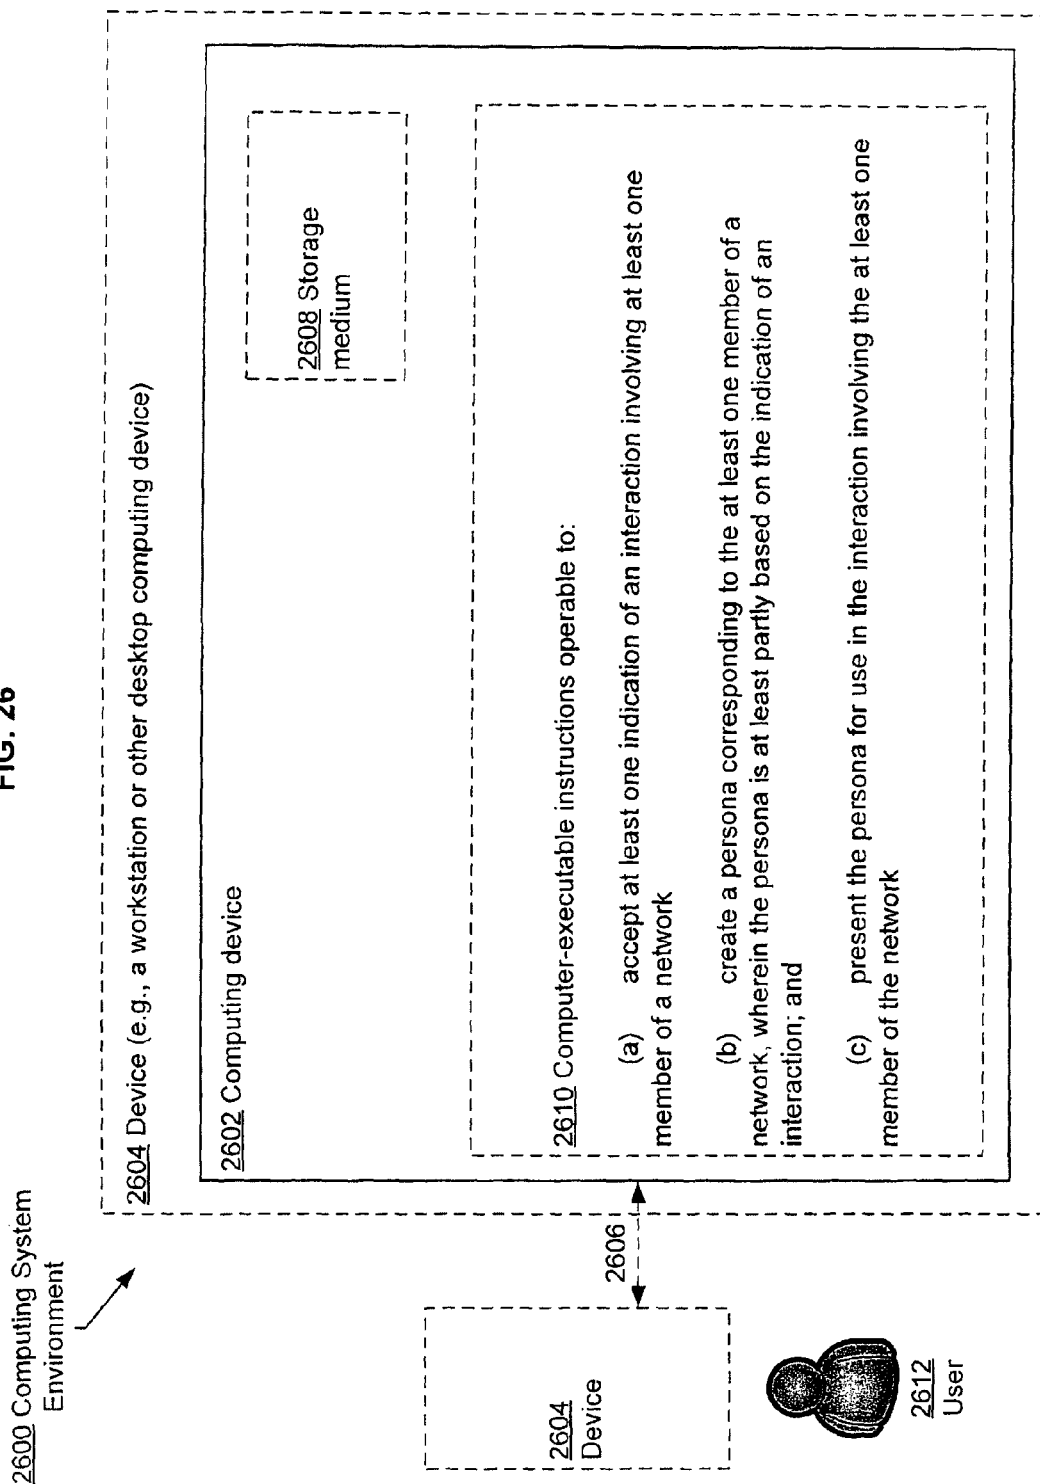 FIG. 26
2600 Computing System
Environment
2604 Device (e.g., a workstation or other desktop computing device)
2602 Computing device
2608 Storage
medium
2610 Computer-executable instructions operable to:
(a) accept at least one indication of an interaction involving at least one
member of a network
(b) create a persona corresponding to the at least one member of a
network, wherein the persona is at least partly based on the indication of an
interaction; and
(c) present the persona for use in the interaction involving the at least one
member of the network
2606
2604
Device
2612
User